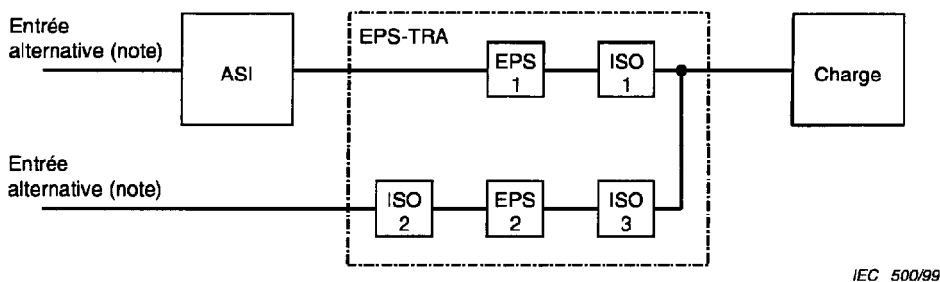 Entrée
alternative (note)
ASI
EPS-TRA
EPS
1
ISO
1
Charge
Entrée
alternative (note)
ISO
2
EPS
2
ISO
3
IEC 500/99